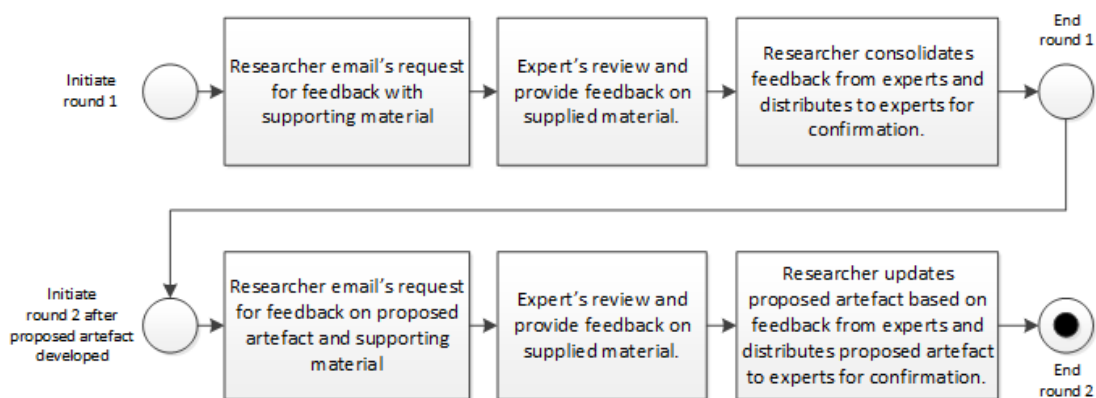 Initiate
round 1
Researcher email's request
for feedback with
supporting material
Expert's review and
provide feedback on
supplied material.
Researcher consolidates
feedback from experts and
distributes to experts for
confirmation.
End
round 1
Initiate
round 2 after
proposed artefact
developed
Researcher email's request
for feedback on proposed
artefact and supporting
material
Expert's review and
provide feedback on
supplied material.
Researcher updates
proposed artefact based on
feedback from experts and
distributes proposed artefact
to experts for confirmation.
End
round 2